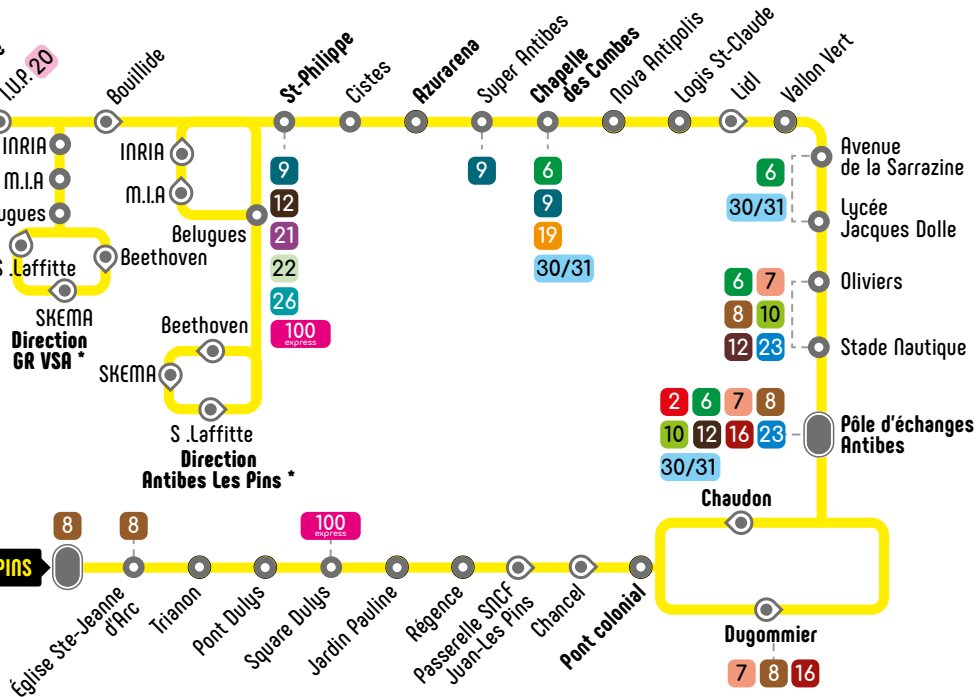 I.U.P. 20
Bouillide
St-Philippe
Cistes
Azurarena
Super Antibes
Chapelle
des Combes
Nova Antipolis
Logis St-Claude
Lidl
Vallon Vert
INRIA
M.I.A
Beethoven
S .Laffitte
SKEMA
Direction
GR VSA *
INRIA
M.I.A
Belugues
9
12
21
22
26
100
express
9
6
9
19
30/31
Beethoven
SKEMA
S .Laffitte
Direction
Antibes Les Pins *
Avenue
de la Sarrazine
6
30/31
Lycée
Jacques Dolle
Oliviers
6 7
8 10
12 23
Stade Nautique
2 6 7 8
10 12 16 23
30/31
Pôle d'échanges
Antibes
Chaudon
Dugommier
7 8 16
PINS
8
8
Église Ste-Jeanne
d'Arc
Trianon
Pont Dulys
100
express
Square Dulys
Jardin Pauline
Régence
Passerelle SNCF
Juan-Les Pins
Chancel
Pont colonial